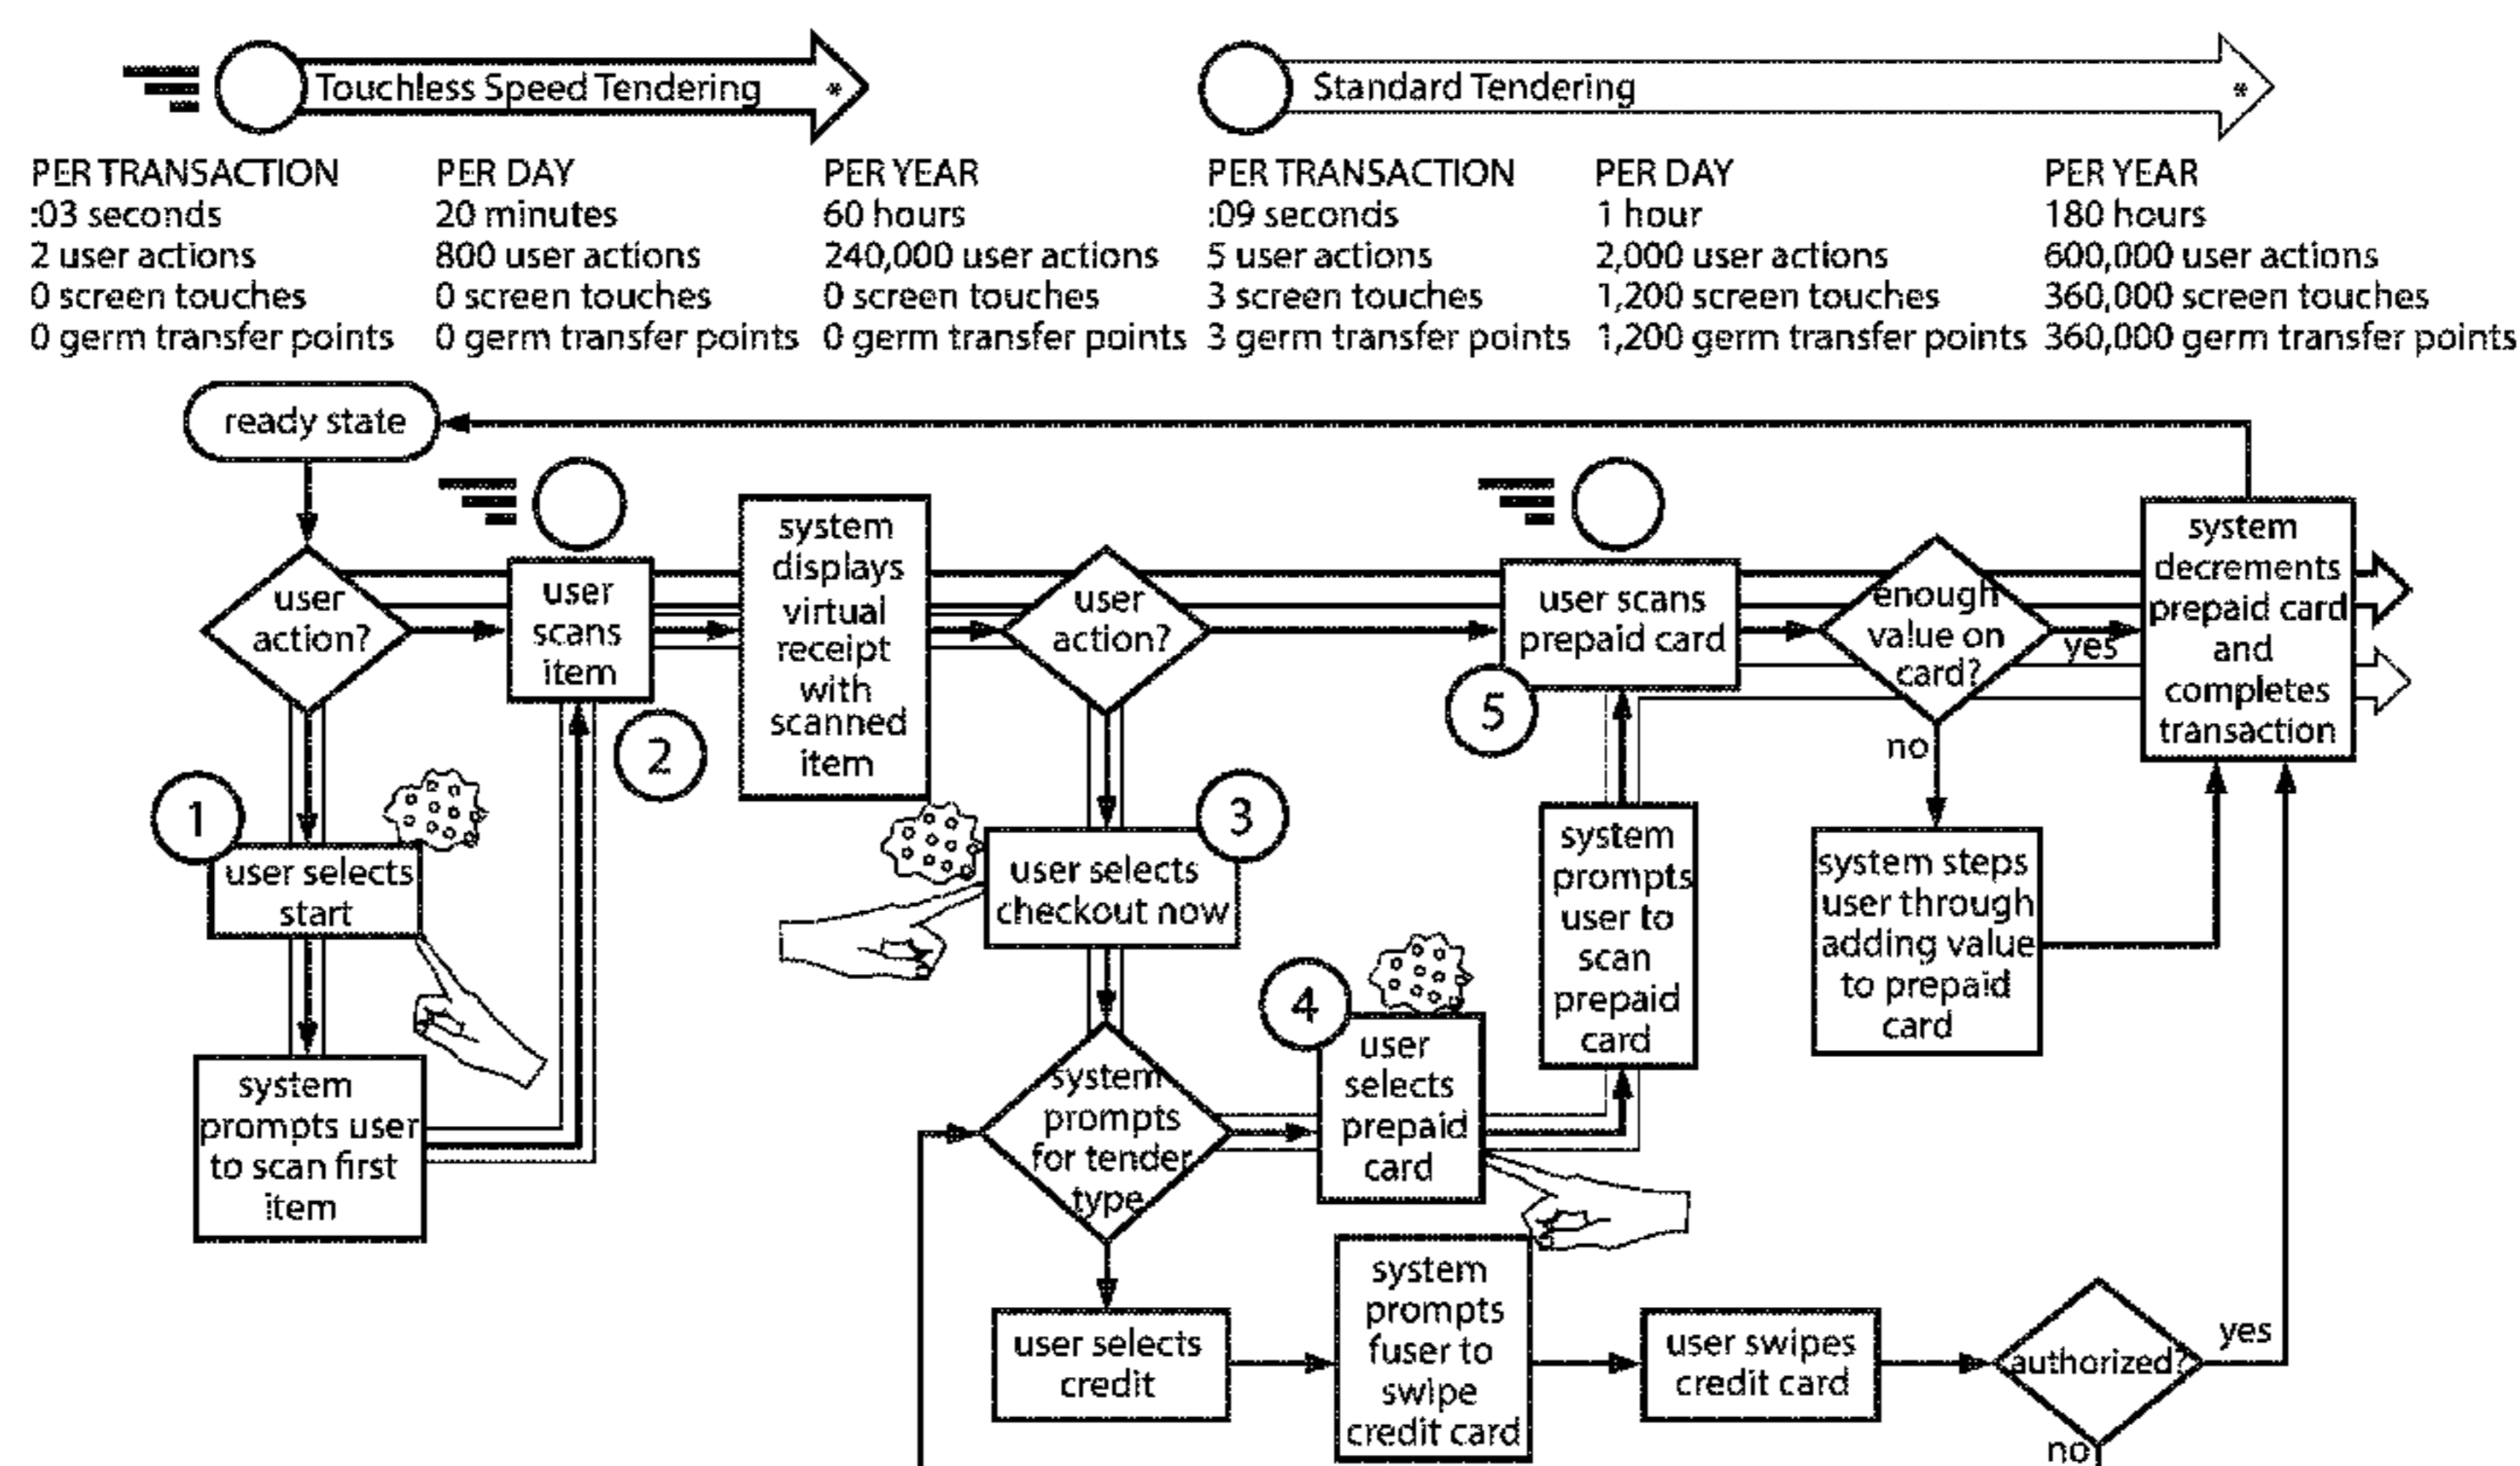 Touchless Speed Tendering *
Standard Tendering *
PER TRANSACTION
:03 seconds
2 user actions
0 screen touches
0 germ transfer points
PER DAY
20 minutes
800 user actions
0 screen touches
0 germ transfer points
PER YEAR
60 hours
240,000 user actions
0 screen touches
0 germ transfer points
PER TRANSACTION
:09 seconds
5 user actions
3 screen touches
3 germ transfer points
PER DAY
1 hour
2,000 user actions
1,200 screen touches
1,200 germ transfer points
PER YEAR
180 hours
600,000 user actions
360,000 screen touches
360,000 germ transfer points
ready state
user
action?
user
scans
item
2
system
displays
virtual
receipt
with
scanned
item
user
action?
user scans
prepaid card
5
enough
value on
card?
yes
no
system
decrements
prepaid card
and
completes
transaction
1
user selects
start
system
prompts user
to scan first
item
3
user selects
checkout now
system
prompts
for tender
type
4
user
selects
prepaid
card
system
prompts
user to
scan
prepaid
card
system steps
user through
adding value
to prepaid
card
user selects
credit
system
prompts
fuser to
swipe
credit card
user swipes
credit card
authorized?
yes
no